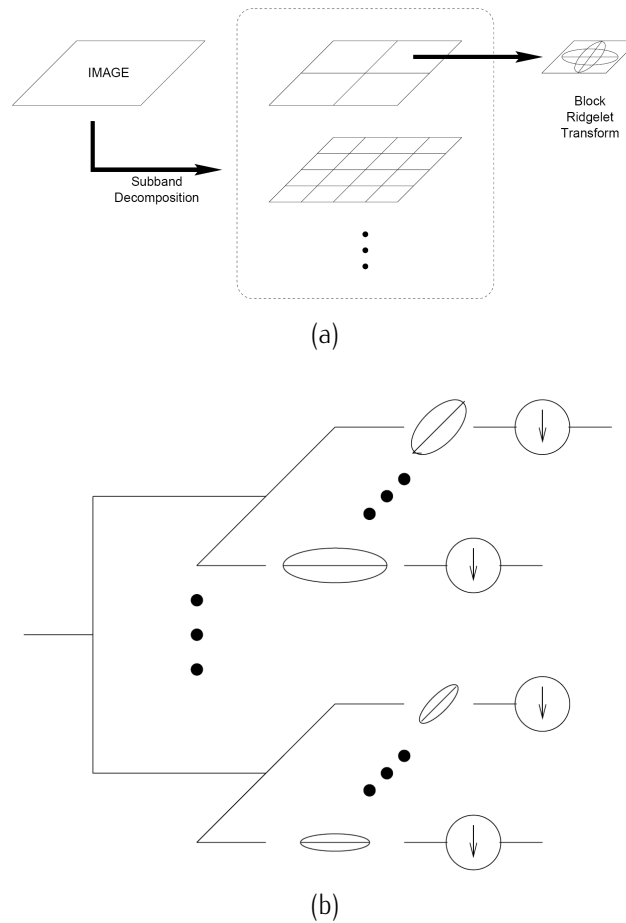 IMAGE
Subband
Decomposition
Block
Ridgelet
Transform
(a)
(b)